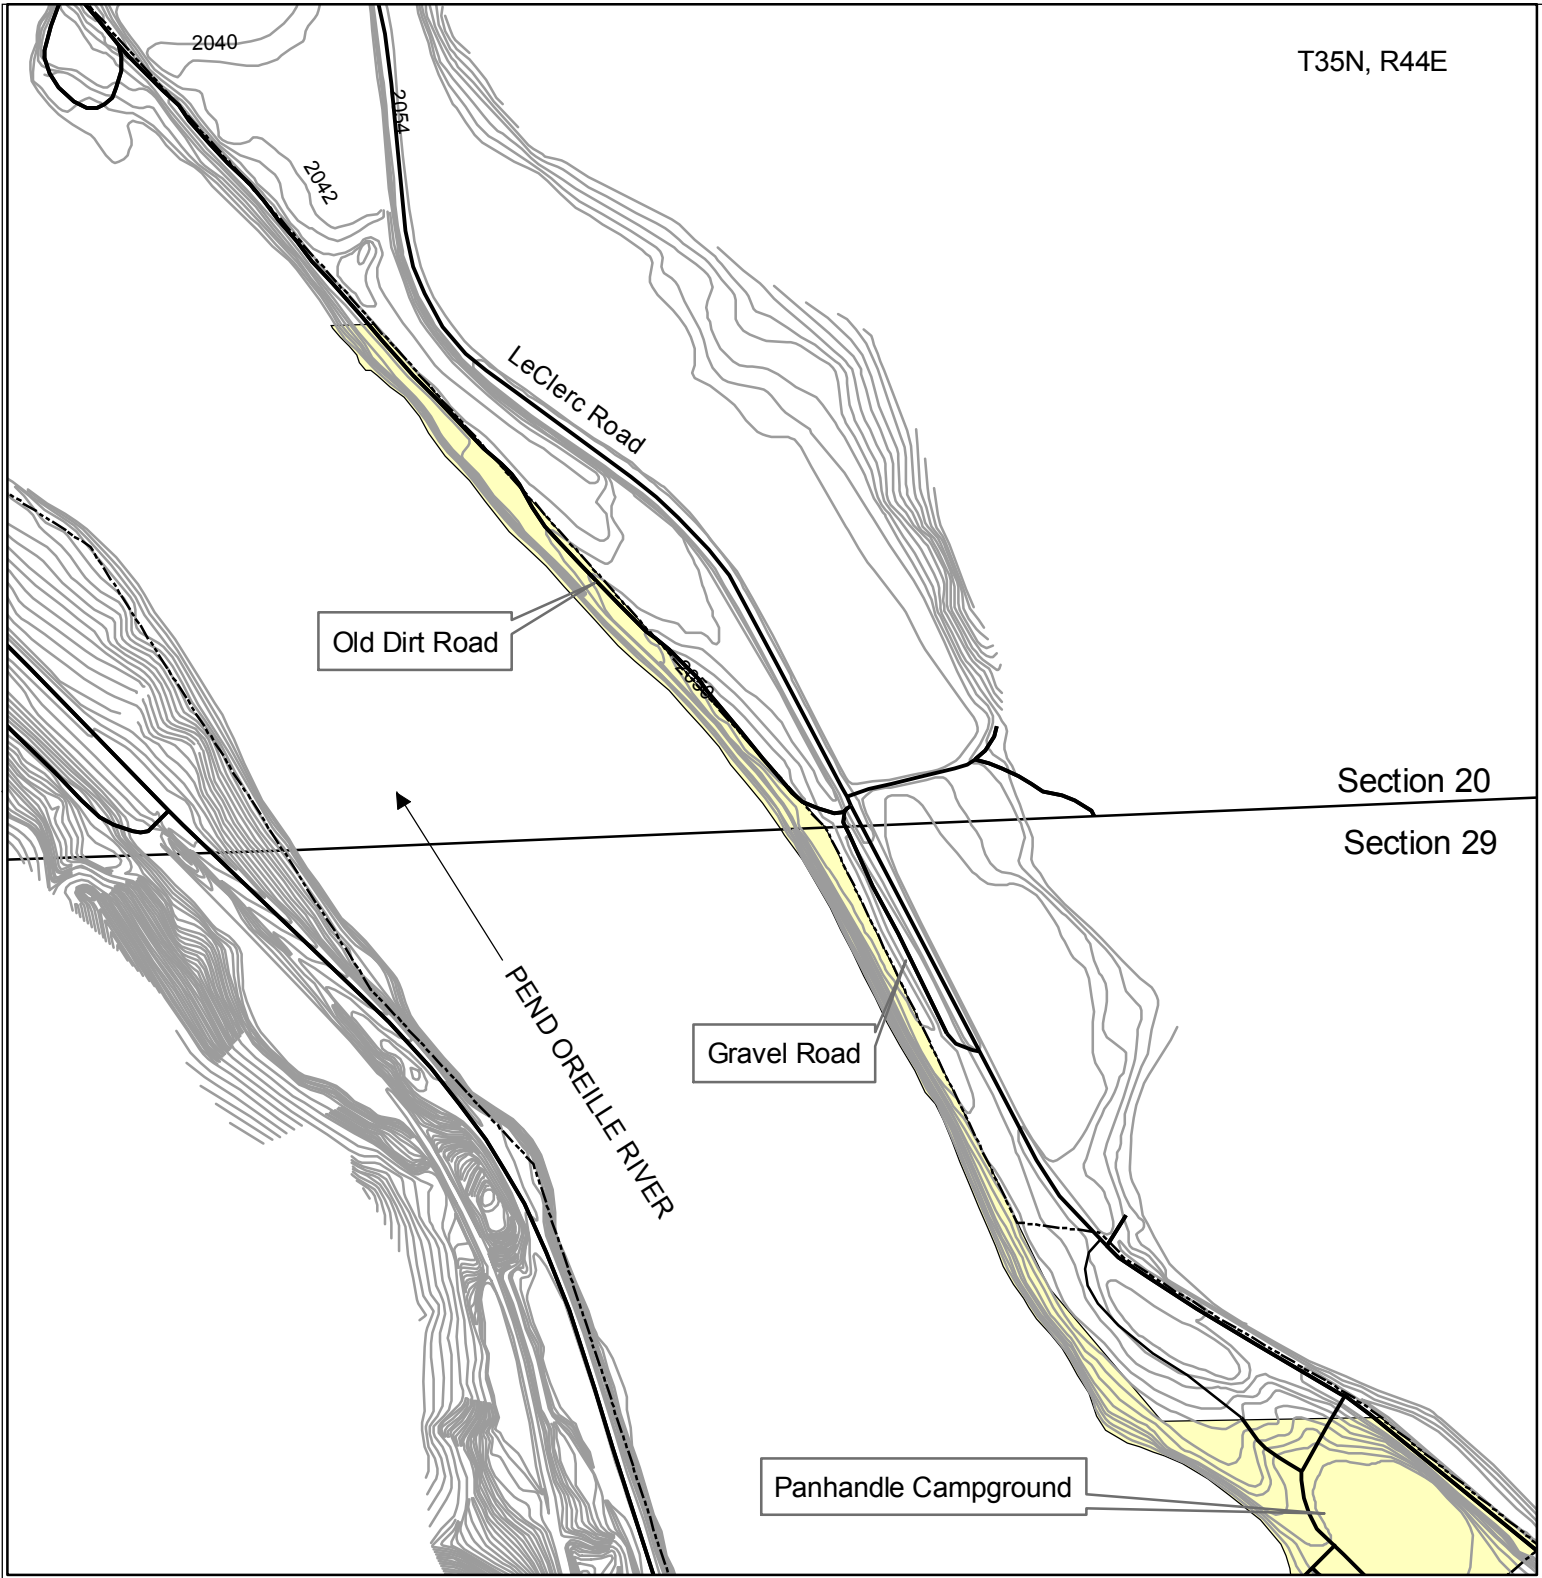 2040
T35N, R44E
2054
2042
LeClerc Road
Old Dirt Road
2050
Section 20
Section 29
PEND OREILLE RIVER
Gravel Road
Panhandle Campground